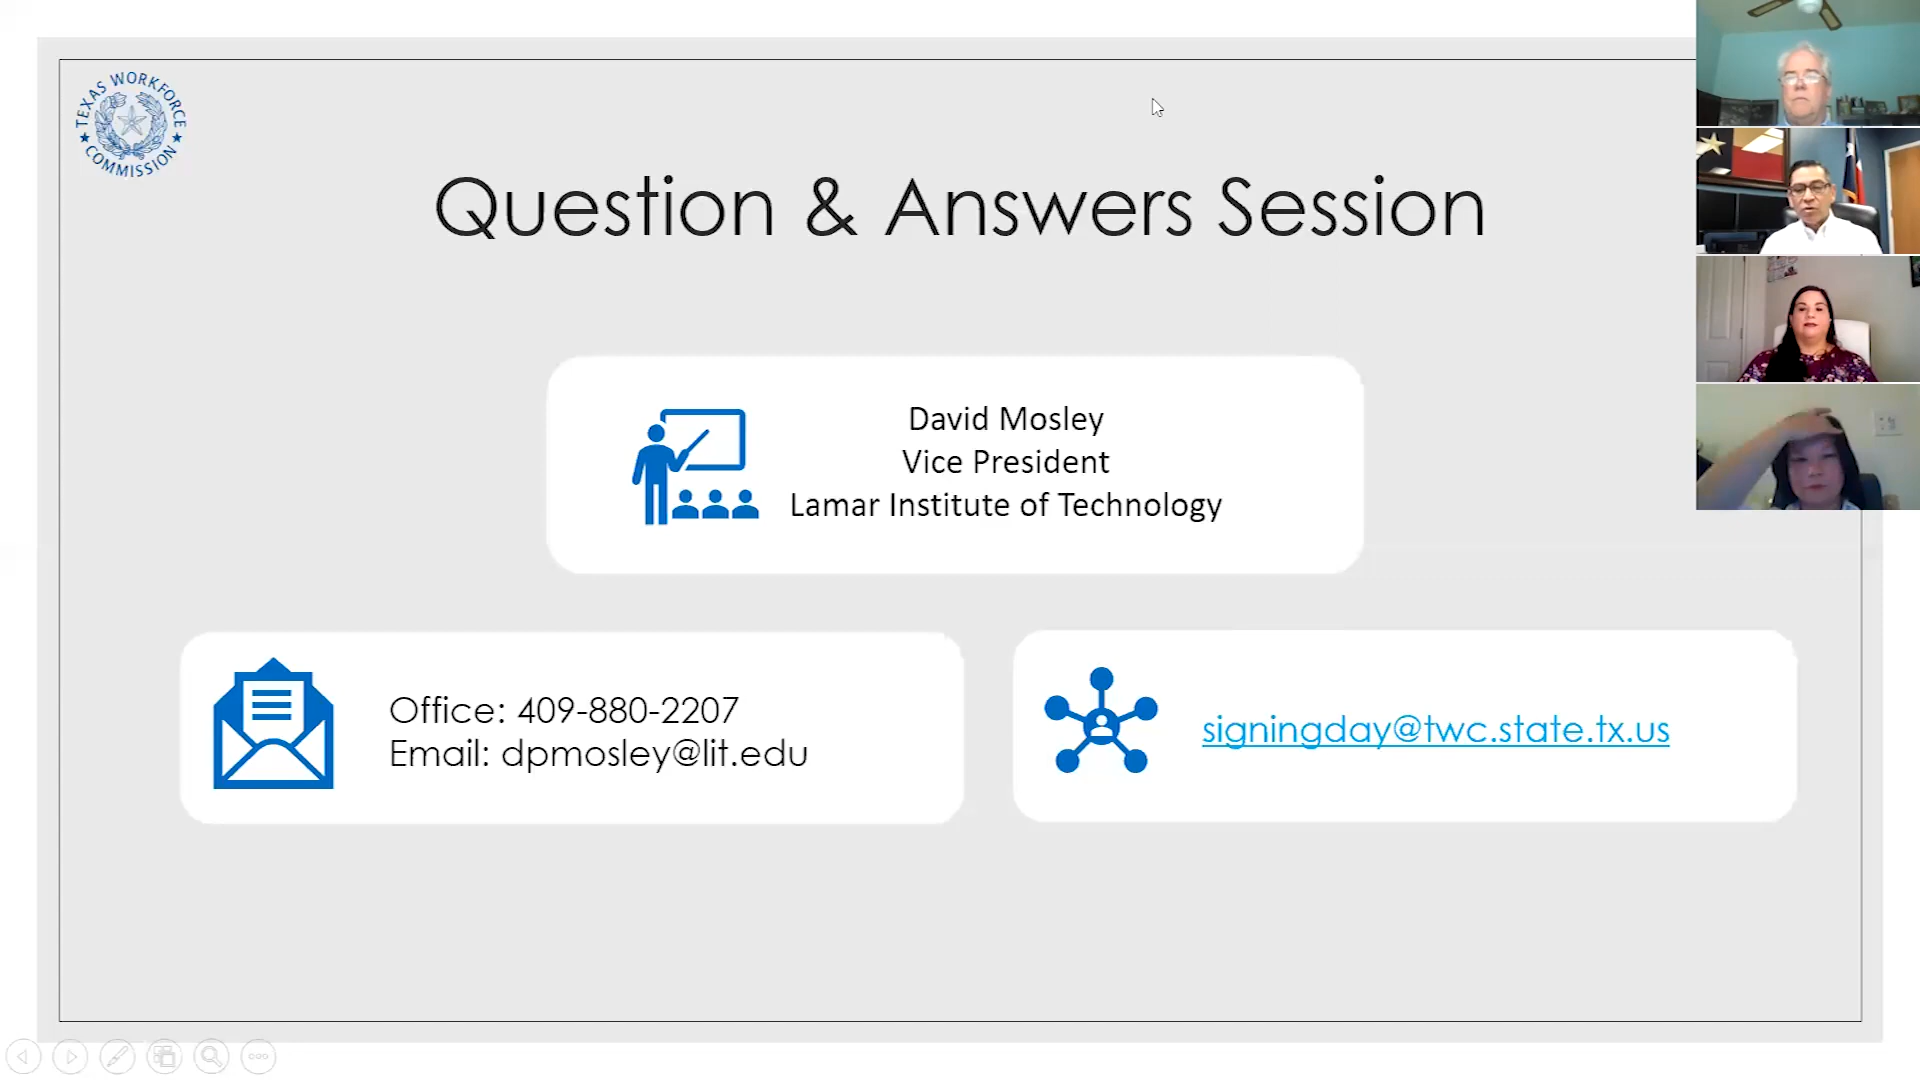 TEXAS WORKFORCE
COMMISSION
Question & Answers Session
David Mosley
Vice President
Lamar Institute of Technology
Office: 409-880-2207
Email: dpmosley@lit.edu
signingday@twc.state.tx.us